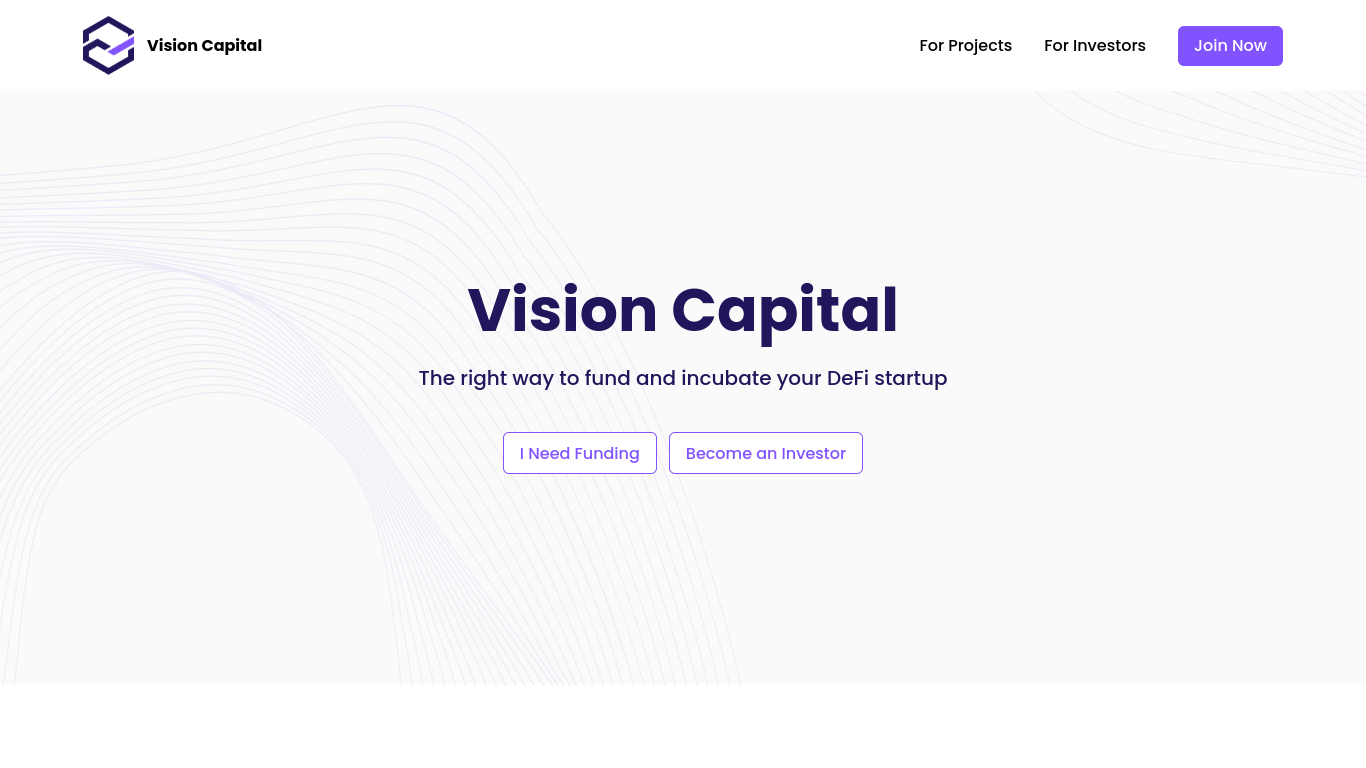 Vision Capital
For Projects
For Investors
Join Now
Vision Capital
The right way to fund and incubate your DeFi startup
I Need Funding
Become an Investor